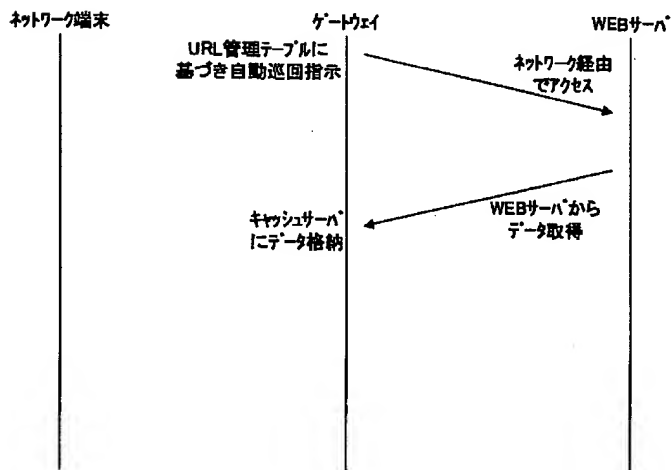 ネットワーク端末
ゲートウェイ
WEBサーバ
URL管理テーブルに
基づき自動巡回指示
ネットワーク経由
でアクセス
WEBサーバから
データ取得
キャッシュサーバ
にデータ格納